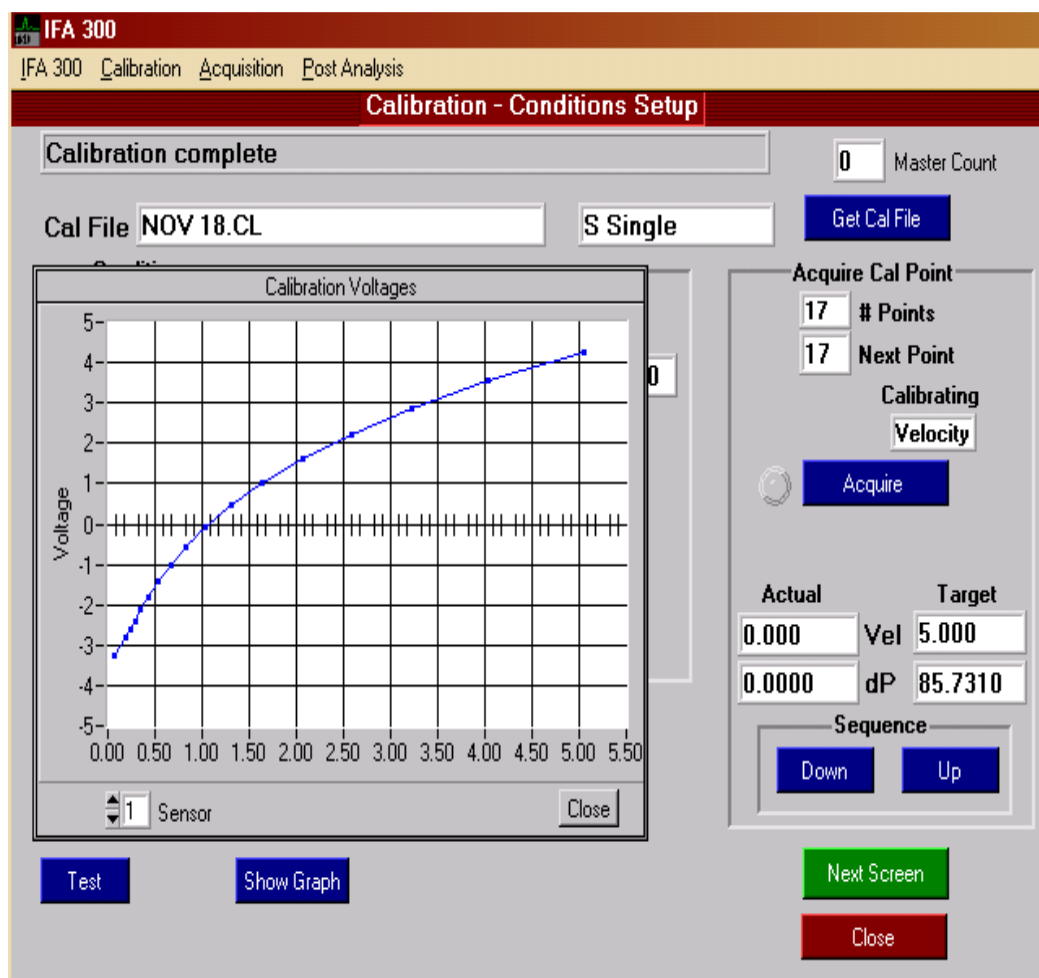 IFA 300
IFA 300 Calibration Acquisition Post Analysis
Calibration - Conditions Setup
Calibration complete
0 Master Count
Cal File NOV 18.CL S Single Get Cal File
Calibration Voltages
5
4
3
2
1
0
-1
-2
-3
-4
-5
Voltage
0.00 0.50 1.00 1.50 2.00 2.50 3.00 3.50 4.00 4.50 5.00 5.50
1 Sensor Close
0
Acquire Cal Point
17 # Points
17 Next Point
Calibrating
Velocity
Acquire
Actual Target
0.000 Vel 5.000
0.0000 dP 85.7310
Sequence
Down Up
Test Show Graph Next Screen
Close